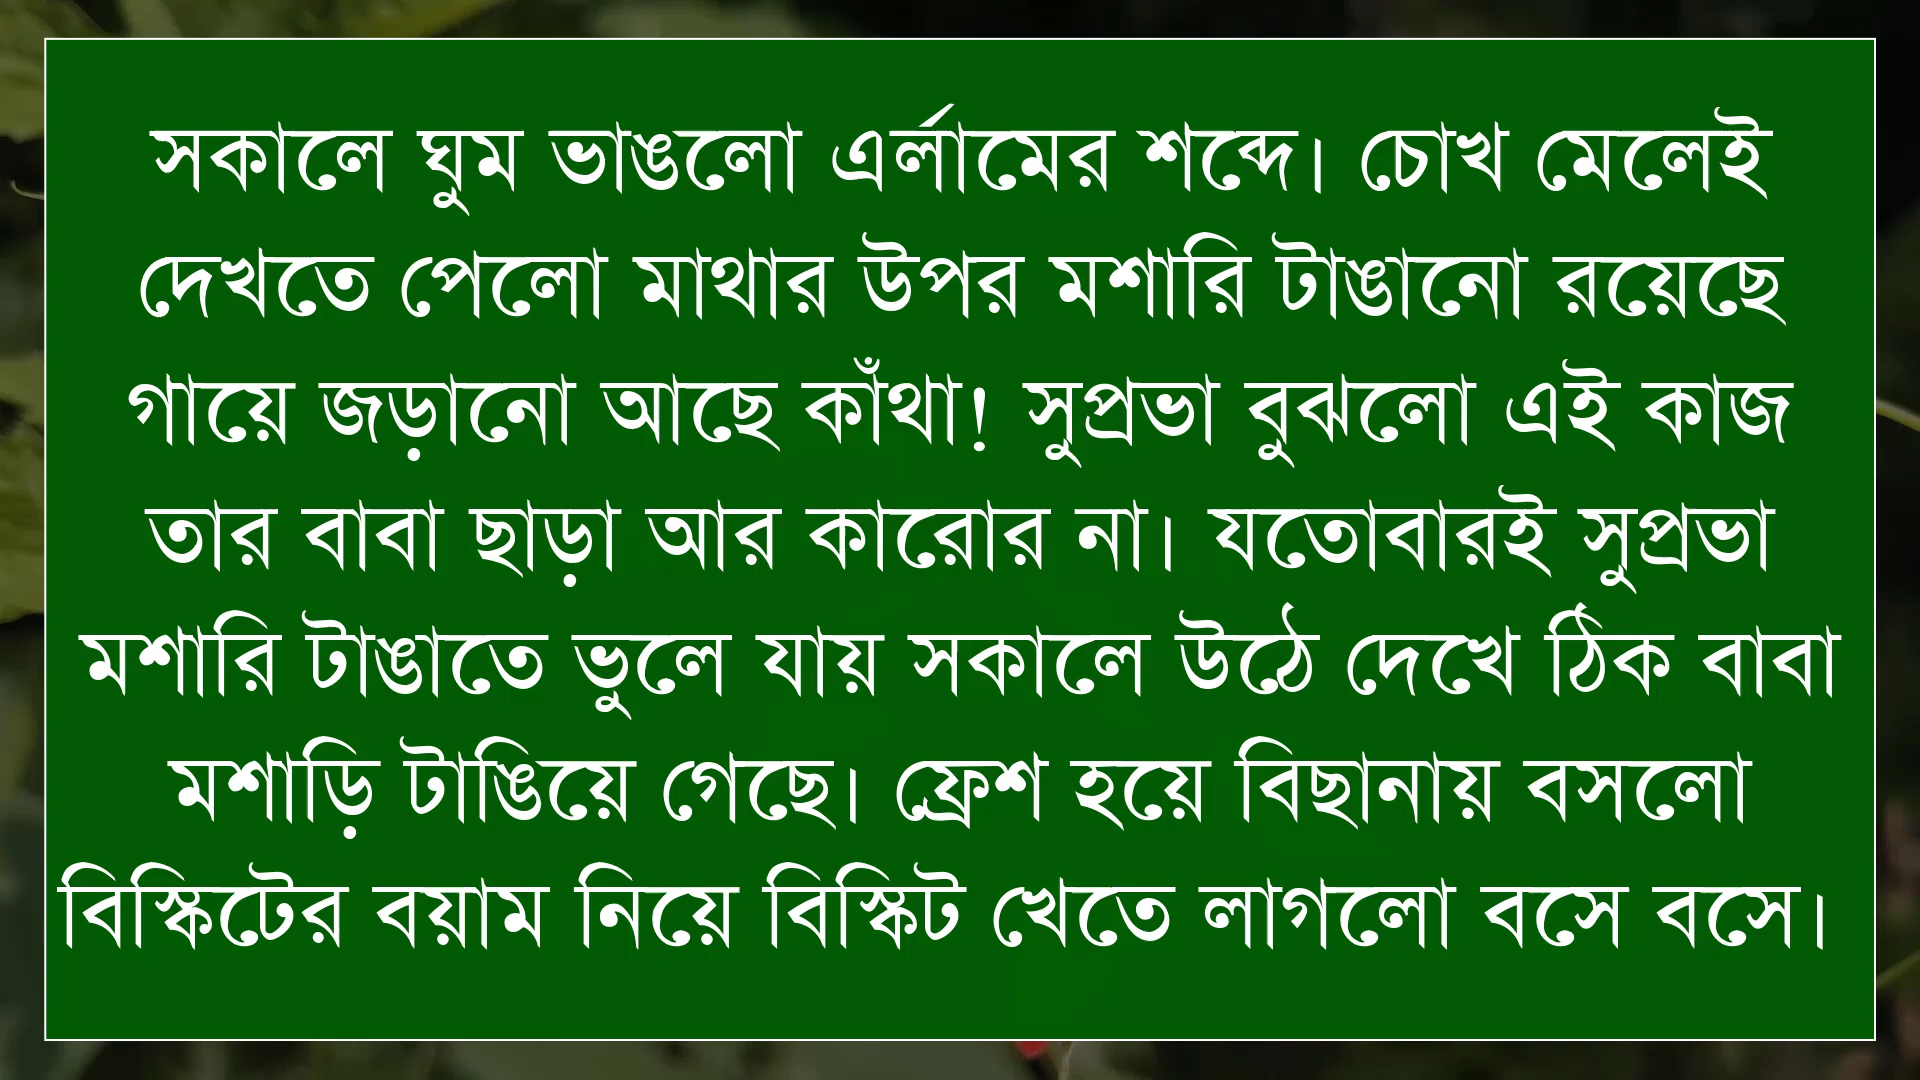 সকালে ঘুম ভাঙলো এর্লামের শব্দে। চোখ মেলেই
দেখতে পেলো মাথার উপর মশারি টাঙানো রয়েছে
গায়ে জড়ানো আছে কাঁথা! সুপ্রভা বুঝলো এই কাজ
তার বাবা ছাড়া আর কারোর না। যতোবারই সুপ্রভা
মশারি টাঙাতে ভুলে যায় সকালে উঠে দেখে ঠিক বাবা
মশাড়ি টাঙিয়ে গেছে। ফ্রেশ হয়ে বিছানায় বসলো
বিস্কিটের বয়াম নিয়ে বিস্কিট খেতে লাগলো বসে বসে।